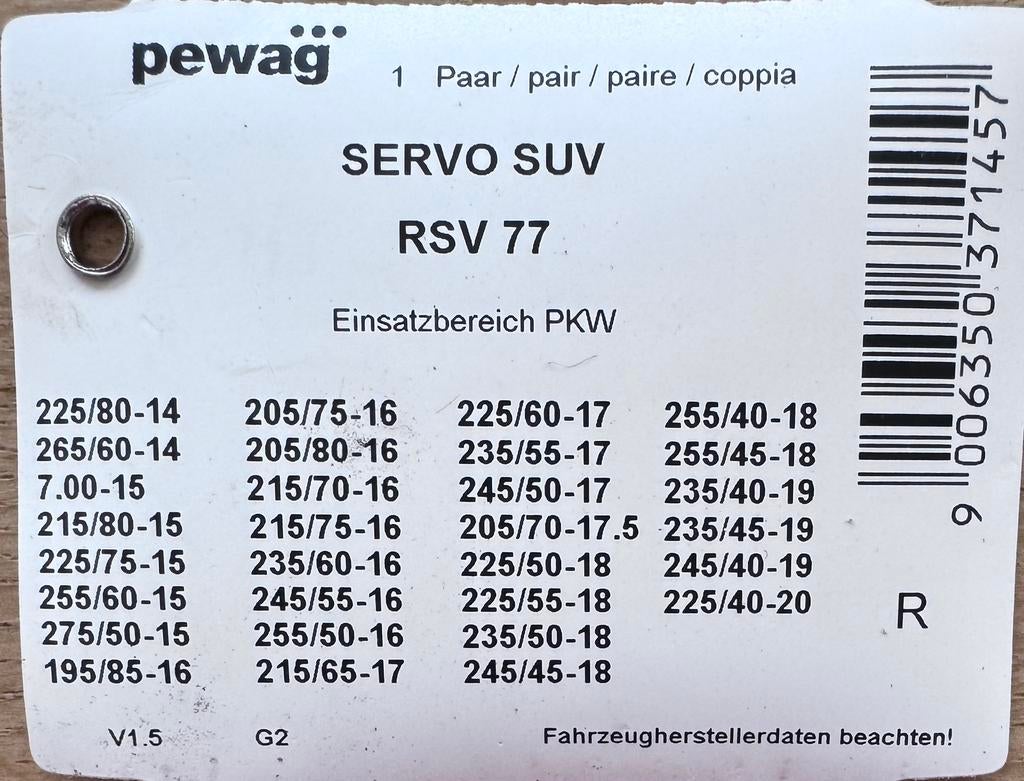 pewag
1 Paar / pair / paire / coppia
SERVO SUV
RSV 77
Einsatzbereich PKW
225/80-14 205/75-16 225/60-17 255/40-18
265/60-14 205/80-16 235/55-17 255/45-18
7.00-15 215/70-16 245/50-17 235/40-19
215/80-15 215/75-16 205/70-17.5 235/45-19
225/75-15 235/60-16 225/50-18 245/40-19
255/60-15 245/55-16 225/55-18 225/40-20
275/50-15 255/50-16 235/50-18
195/85-16 215/65-17 245/45-18
R
V1.5 G2 Fahrzeugherstellerdaten beachten!
9 006350 371457